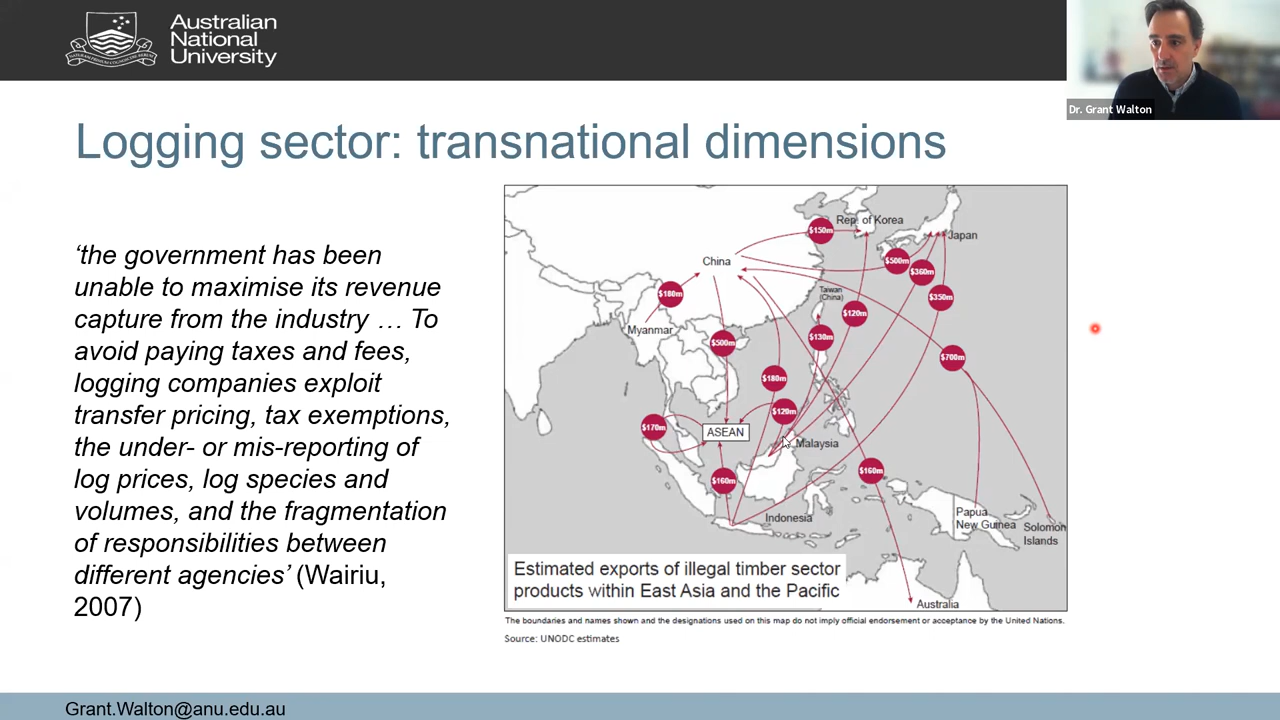 Australian
National
University
Dr. Grant Walton
Logging sector: transnational dimensions
‘the government has been
unable to maximise its revenue
capture from the industry … To
avoid paying taxes and fees,
logging companies exploit
transfer pricing, tax exemptions,
the under- or mis-reporting of
log prices, log species and
volumes, and the fragmentation
of responsibilities between
different agencies’ (Wairiu,
2007)
Rep. of Korea
$150m
Japan
China
$500m
$360m
$180m
Taiwan
(China)
$350m
$120m
Myanmar
$130m
$500m
$700m
$180m
$120m
$170m
ASEAN
Malaysia
$160m
$160m
Papua
New Guinea
Indonesia
Solomon
Islands
Estimated exports of illegal timber sector
products within East Asia and the Pacific
Australia
The boundaries and names shown and the designations used on this map do not imply official endorsement or acceptance by the United Nations.
Source: UNODC estimates
Grant.Walton@anu.edu.au